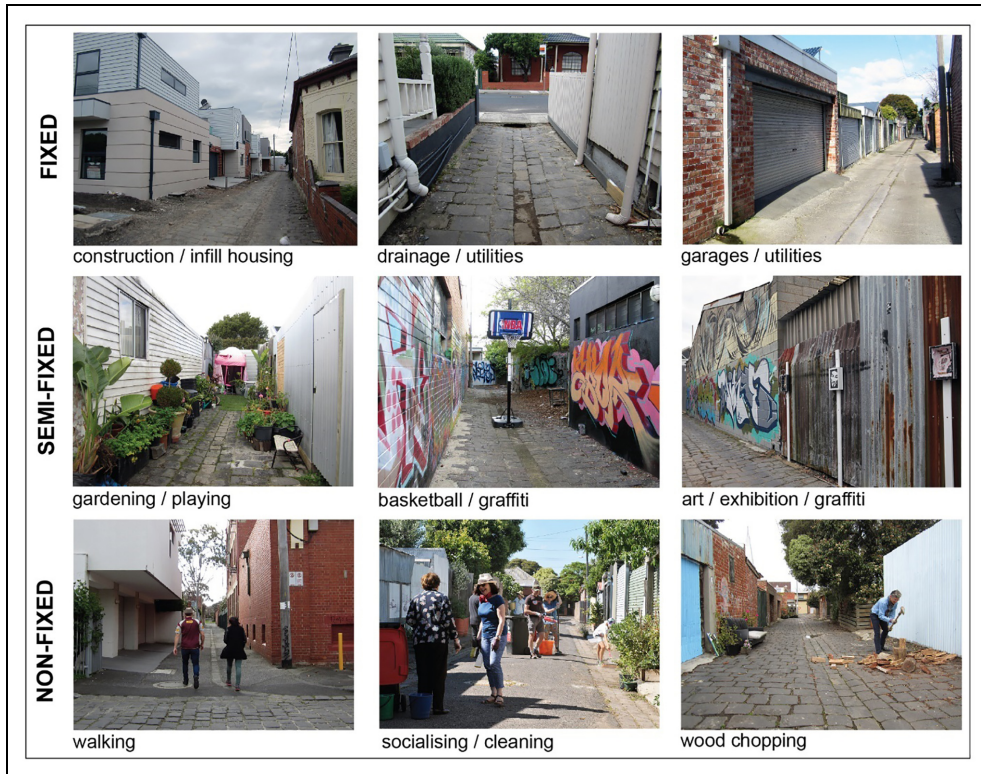 FIXED
construction / infill housing
drainage / utilities
garages / utilities
SEMI-FIXED
gardening / playing
basketball / graffiti
art / exhibition / graffiti
NON-FIXED
walking
socialising / cleaning
wood chopping